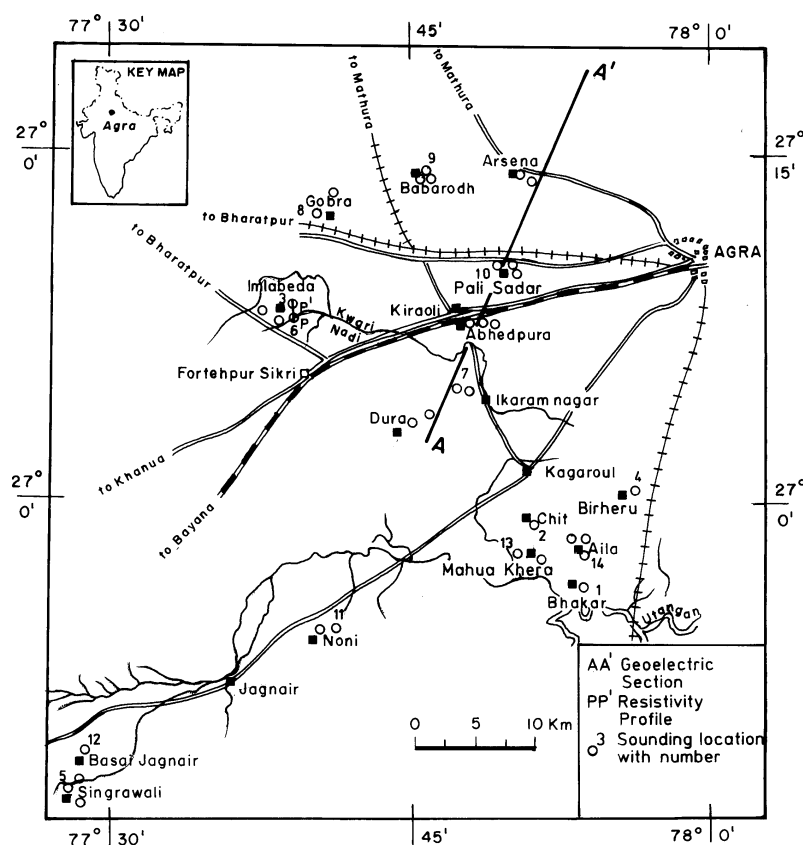 77° 30'
45'
78° 0'
KEY MAP
Agra
to Mathura
to Mathura
A'
27°
0'
27°
15'
9
Arsena
Babarodh
Gobra
8
to Bharatpur
AGRA
to Bharatpur
10
Pali Sadar
Imlabeda
3
P'
Kwari
Kiraoli
P
6
Nadi
Abhedpura
Fortehpur Sikri
7
Ikaram nagar
Dura
A
to Khanua
Kagaroul
4
27°
0'
27°
0'
Birheru
to Bayana
Chit
2
13
Aila
Mahua Khera
14
1
Bhakar
Utangan
11
Noni
AA' Geoelectric
Section
Jagnair
PP' Resistivity
Profile
0 5 10 Km
3 Sounding location
with number
12
Basai Jagnair
5
Singrawali
77° 30'
45'
78° 0'